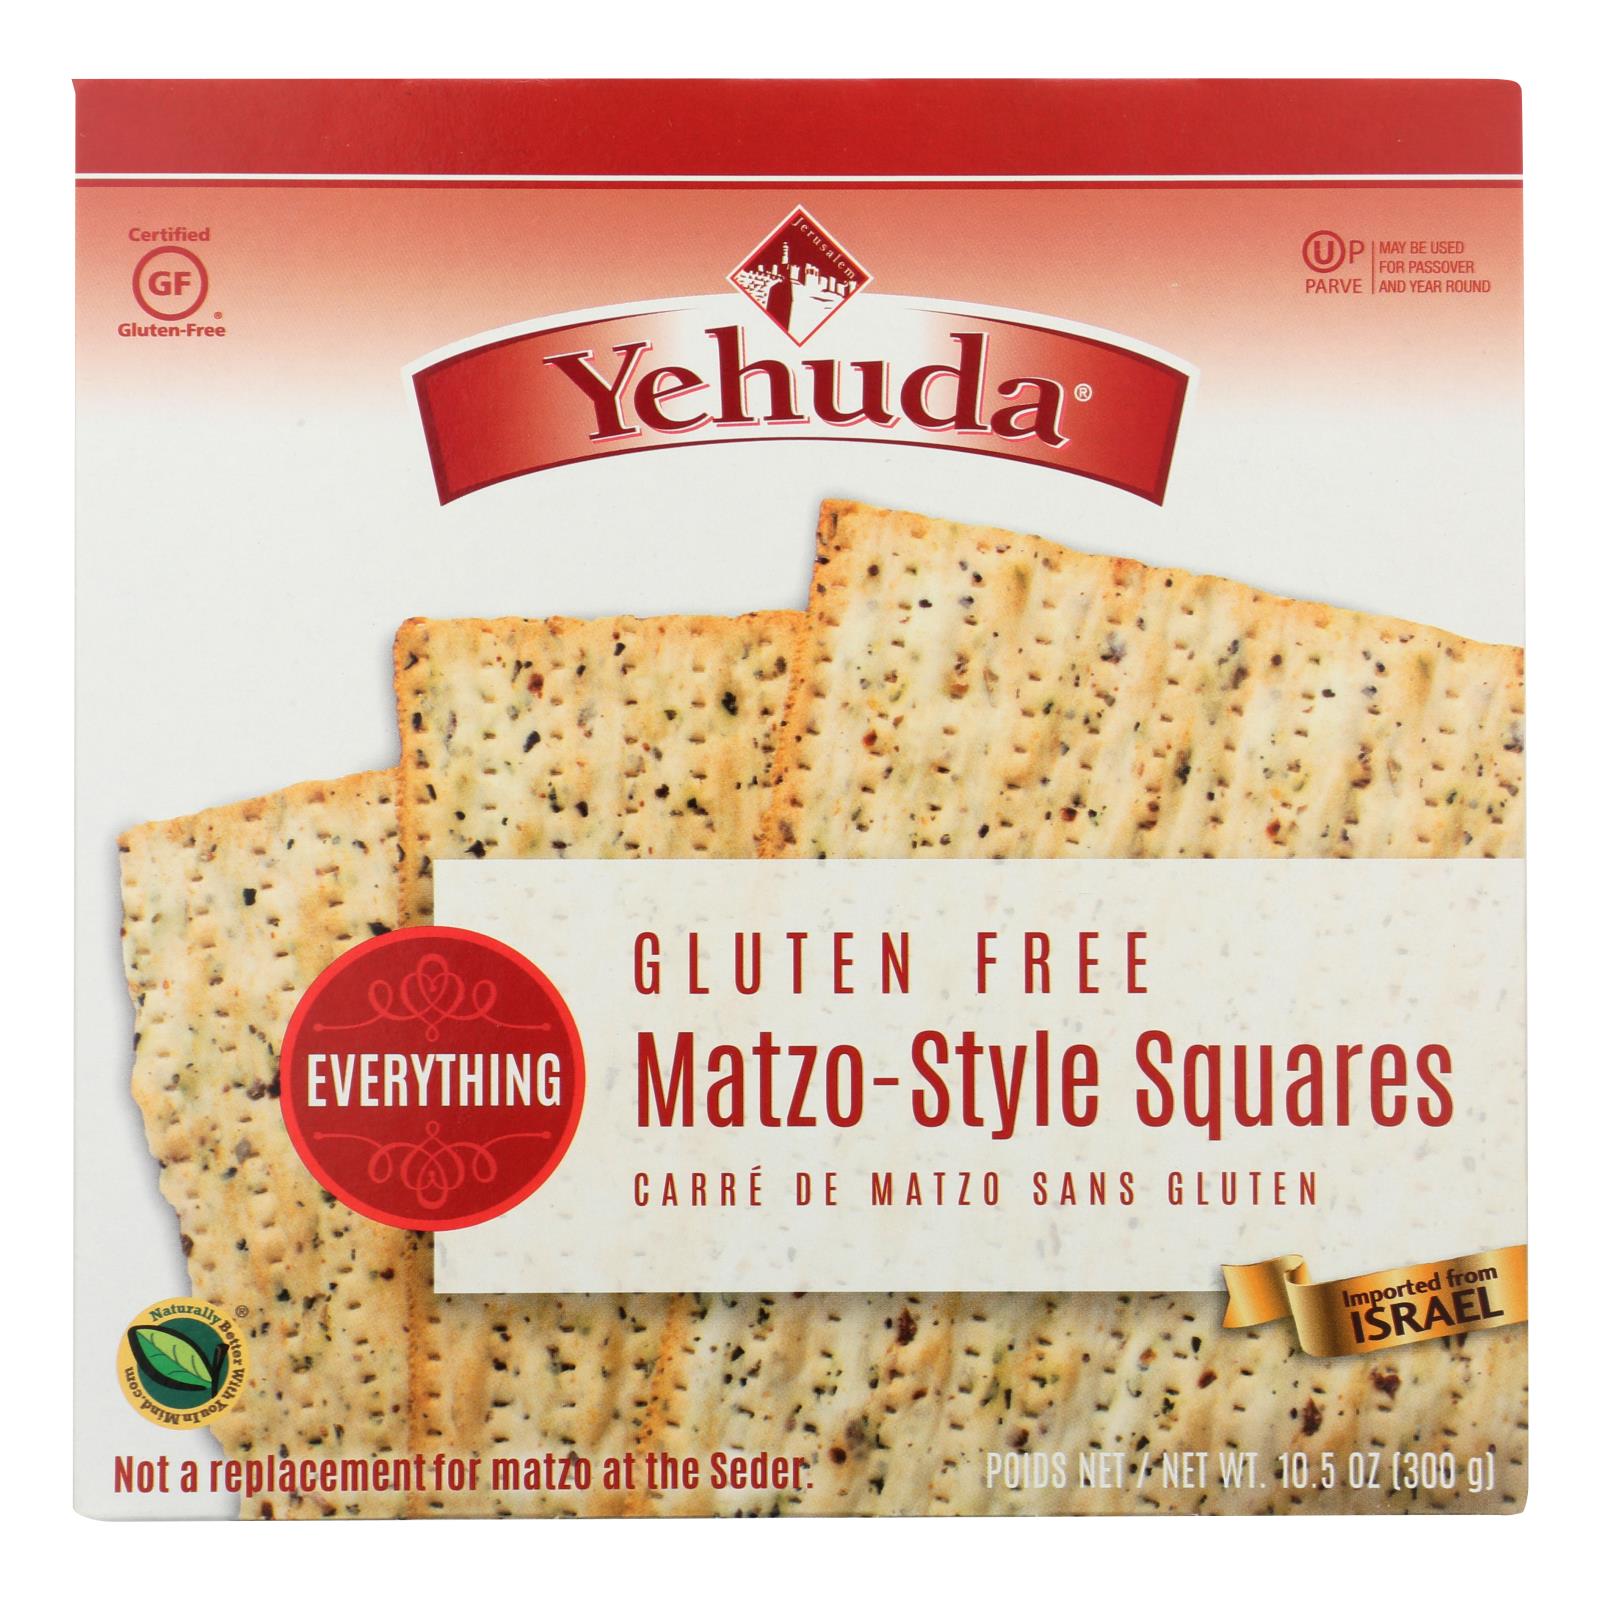 Certified
GF
®
Gluten-Free
Jerusalem
Yehuda®
U P
PARVE
MAY BE USED
FOR PASSOVER
AND YEAR ROUND
GLUTEN FREE
EVERYTHING
Matzo-Style Squares
CARRÉ DE MATZO SANS GLUTEN
Imported from
ISRAEL
Naturally Better With You In Mind.com ®
Not a replacement for matzo at the Seder.
POIDS NET / NET WT. 10.5 OZ (300 g)